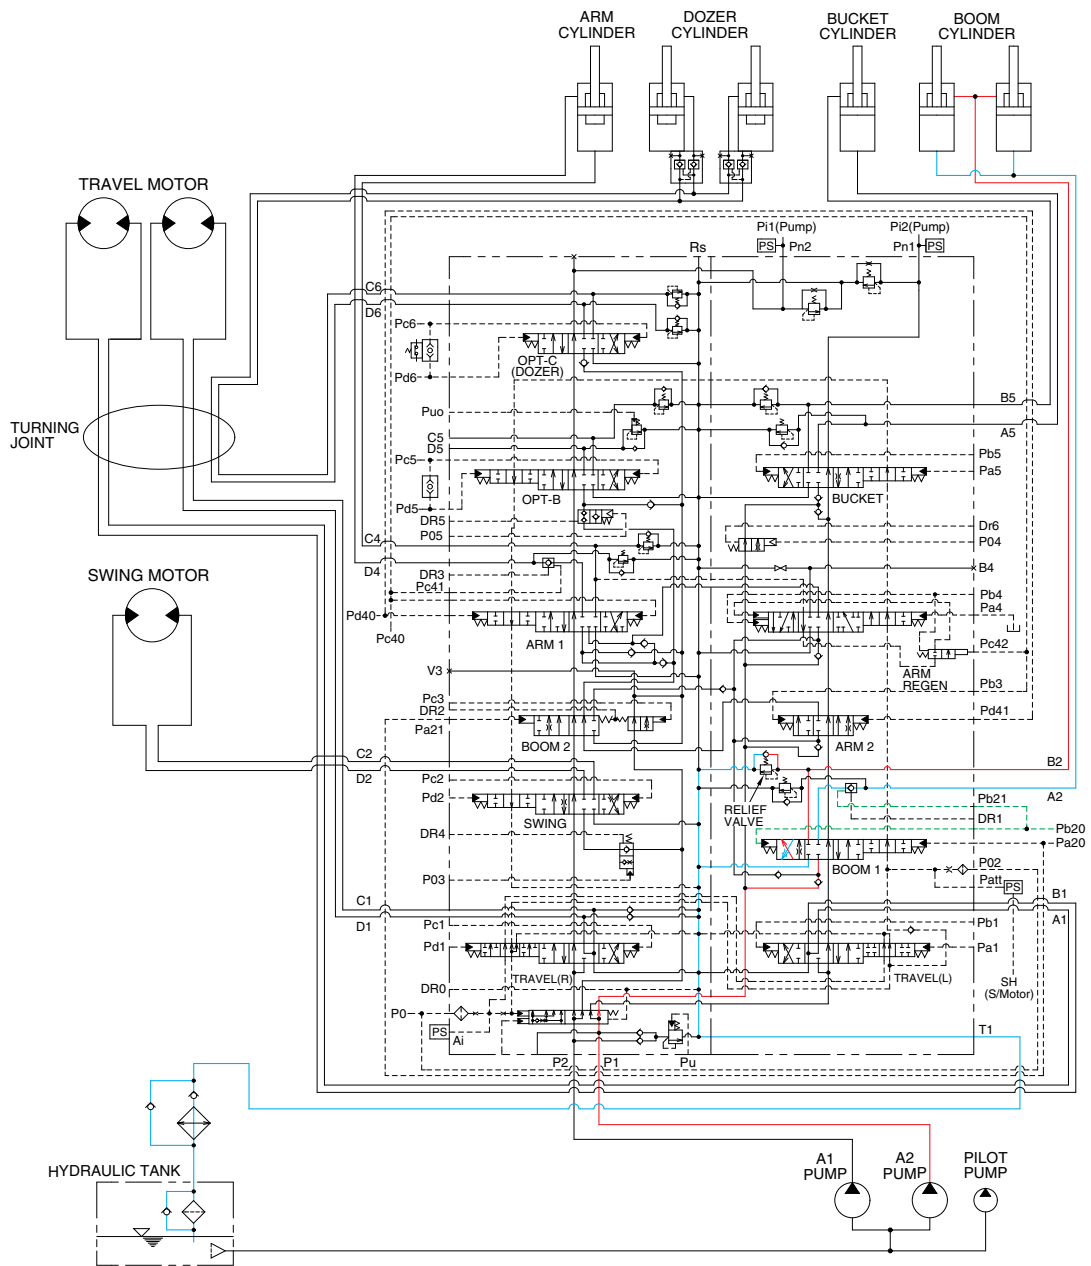 ARM
CYLINDER
DOZER
CYLINDER
BUCKET
CYLINDER
BOOM
CYLINDER
TRAVEL MOTOR
Pi1(Pump)
Pi2(Pump)
Rs
PS
Pn2
Pn1
PS
C6
D6
Pc6
OPT-C
(DOZER)
Pd6
Puo
B5
TURNING
JOINT
C5
D5
A5
Pc5
Pb5
Pa5
OPT-B
BUCKET
Pd5
DR5
Dr6
P05
P04
C4
D4
B4
SWING MOTOR
DR3
Pc41
Pb4
Pa4
Pd40
Pc40
ARM 1
Pc42
V3
ARM
REGEN
Pb3
Pc3
DR2
Pa21
Pd41
BOOM 2
ARM 2
C2
B2
D2
Pc2
Pd2
RELIEF
VALVE
A2
Pb21
SWING
DR1
DR4
Pb20
Pa20
BOOM 1
P03
P02
Patt
PS
C1
B1
D1
Pc1
Pb1
A1
Pd1
Pa1
TRAVEL(R)
TRAVEL(L)
DR0
SH
(S/Motor)
P0
PS
Ai
T1
P2
P1
Pu
HYDRAULIC TANK
A1
PUMP
A2
PUMP
PILOT
PUMP